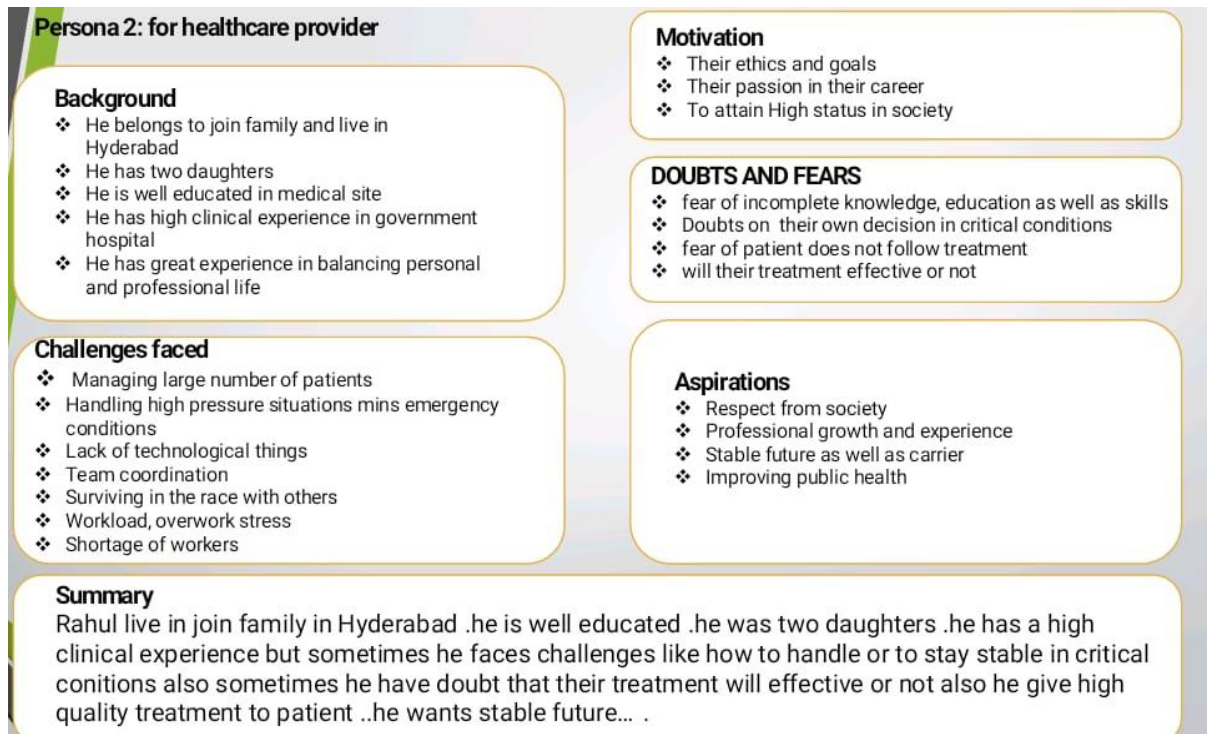 Persona 2: for healthcare provider
Background
❖ He belongs to join family and live in
Hyderabad
❖ He has two daughters
❖ He is well educated in medical site
❖ He has high clinical experience in government
hospital
❖ He has great experience in balancing personal
and professional life
Challenges faced
❖ Managing large number of patients
❖ Handling high pressure situations mins emergency
conditions
❖ Lack of technological things
❖ Team coordination
❖ Surviving in the race with others
❖ Workload, overwork stress
❖ Shortage of workers
Motivation
❖ Their ethics and goals
❖ Their passion in their career
❖ To attain High status in society
DOUBTS AND FEARS
❖ fear of incomplete knowledge, education as well as skills
❖ Doubts on their own decision in critical conditions
❖ fear of patient does not follow treatment
❖ will their treatment effective or not
Aspirations
❖ Respect from society
❖ Professional growth and experience
❖ Stable future as well as carrier
❖ Improving public health
Summary
Rahul live in join family in Hyderabad .he is well educated .he was two daughters .he has a high
clinical experience but sometimes he faces challenges like how to handle or to stay stable in critical
conitions also sometimes he have doubt that their treatment will effective or not also he give high
quality treatment to patient ..he wants stable future... .